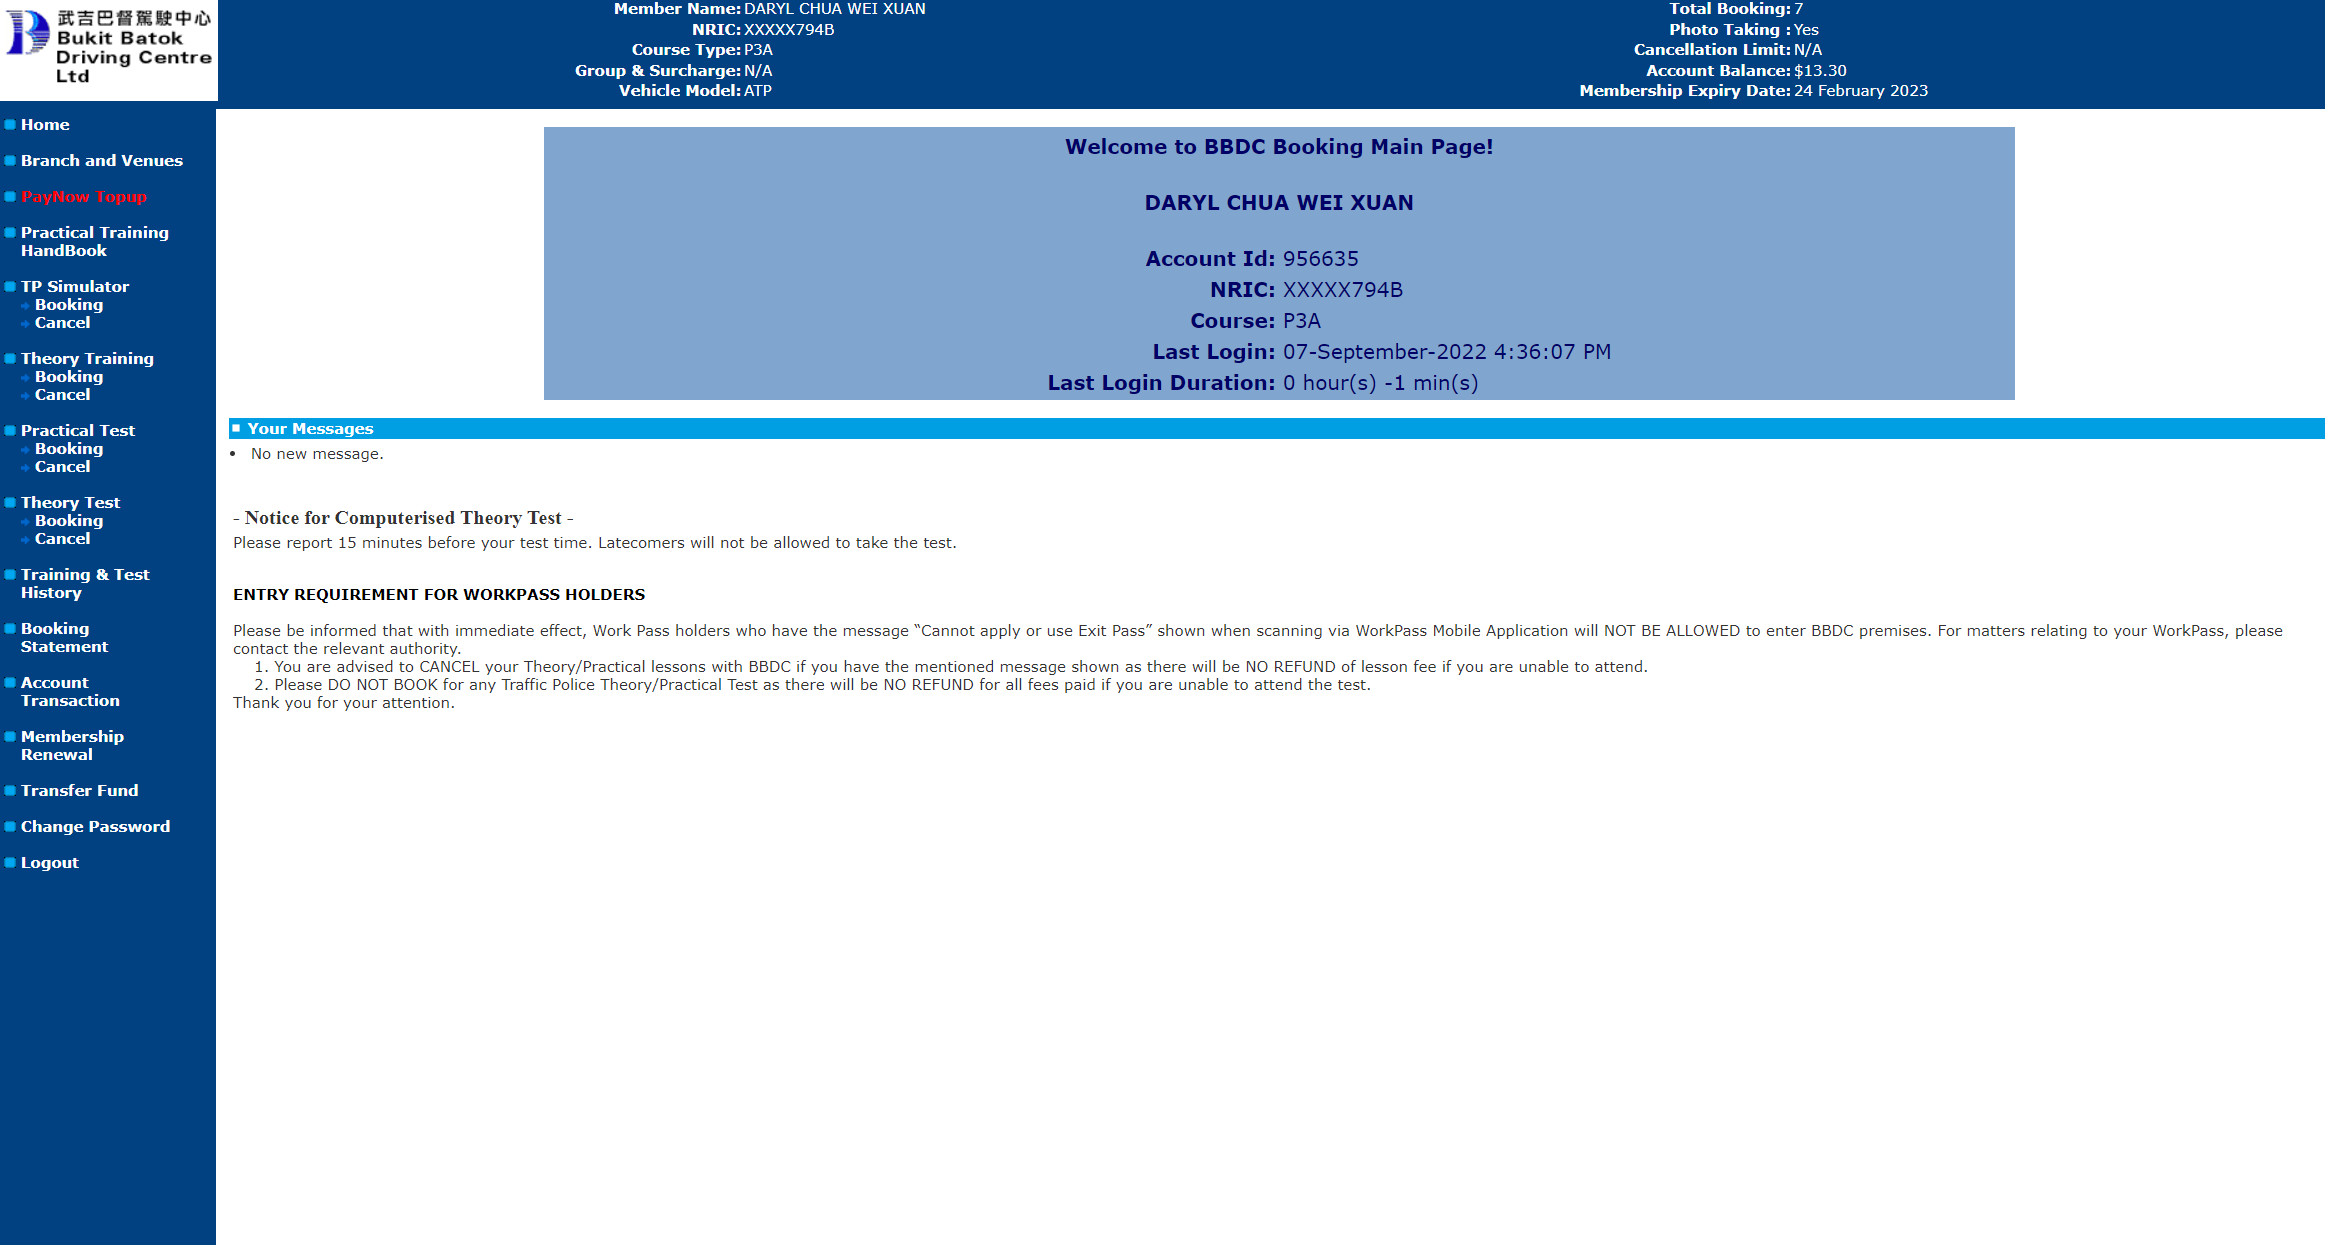 武吉巴督駕駛中心
Bukit Batok
Driving Centre
Ltd
Member Name: DARYL CHUA WEI XUAN
NRIC: XXXXX794B
Course Type: P3A
Group & Surcharge: N/A
Vehicle Model: ATP
Total Booking: 7
Photo Taking : Yes
Cancellation Limit: N/A
Account Balance: $13.30
Membership Expiry Date: 24 February 2023
Home
Branch and Venues
PayNow Topup
Practical Training
HandBook
TP Simulator
Booking
Cancel
Theory Training
Booking
Cancel
Practical Test
Booking
Cancel
Theory Test
Booking
Cancel
Training & Test
History
Booking
Statement
Account
Transaction
Membership
Renewal
Transfer Fund
Change Password
Logout
Welcome to BBDC Booking Main Page!
DARYL CHUA WEI XUAN
Account Id: 956635
NRIC: XXXXX794B
Course: P3A
Last Login: 07-September-2022 4:36:07 PM
Last Login Duration: 0 hour(s) -1 min(s)
Your Messages
• No new message.
- Notice for Computerised Theory Test -
Please report 15 minutes before your test time. Latecomers will not be allowed to take the test.
ENTRY REQUIREMENT FOR WORKPASS HOLDERS
Please be informed that with immediate effect, Work Pass holders who have the message “Cannot apply or use Exit Pass” shown when scanning via WorkPass Mobile Application will NOT BE ALLOWED to enter BBDC premises. For matters relating to your WorkPass, please
contact the relevant authority.
1. You are advised to CANCEL your Theory/Practical lessons with BBDC if you have the mentioned message shown as there will be NO REFUND of lesson fee if you are unable to attend.
2. Please DO NOT BOOK for any Traffic Police Theory/Practical Test as there will be NO REFUND for all fees paid if you are unable to attend the test.
Thank you for your attention.